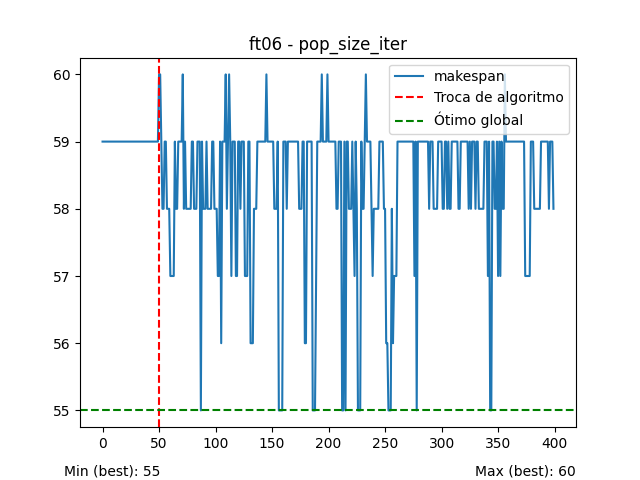 ft06 - pop_size_iter
60
59
58
57
56
55
makespan
Troca de algoritmo
Ótimo global
0 50 100 150 200 250 300 350 400
Min (best): 55 Max (best): 60